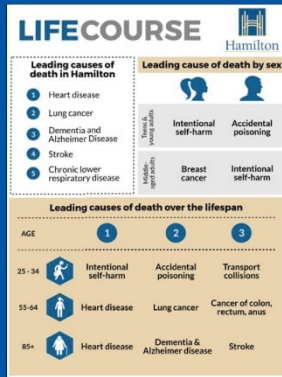 LIFECOURSE
Hamilton
Leading causes of
death in Hamilton
1 Heart disease
2 Lung cancer
3 Dementia and
Alzheimer Disease
4 Stroke
5 Chronic lower
respiratory disease
Leading cause of death by sex
Teens &
young adults
Intentional
self-harm
Accidental
poisoning
Middle-
aged adults
Breast
cancer
Intentional
self-harm
Leading causes of death over the lifespan
AGE 1 2 3
25 - 34
Intentional
self-harm
Accidental
poisoning
Transport
collisions
55-64
Heart disease
Lung cancer
Cancer of colon,
rectum, anus
85+
Heart disease
Dementia &
Alzheimer disease
Stroke